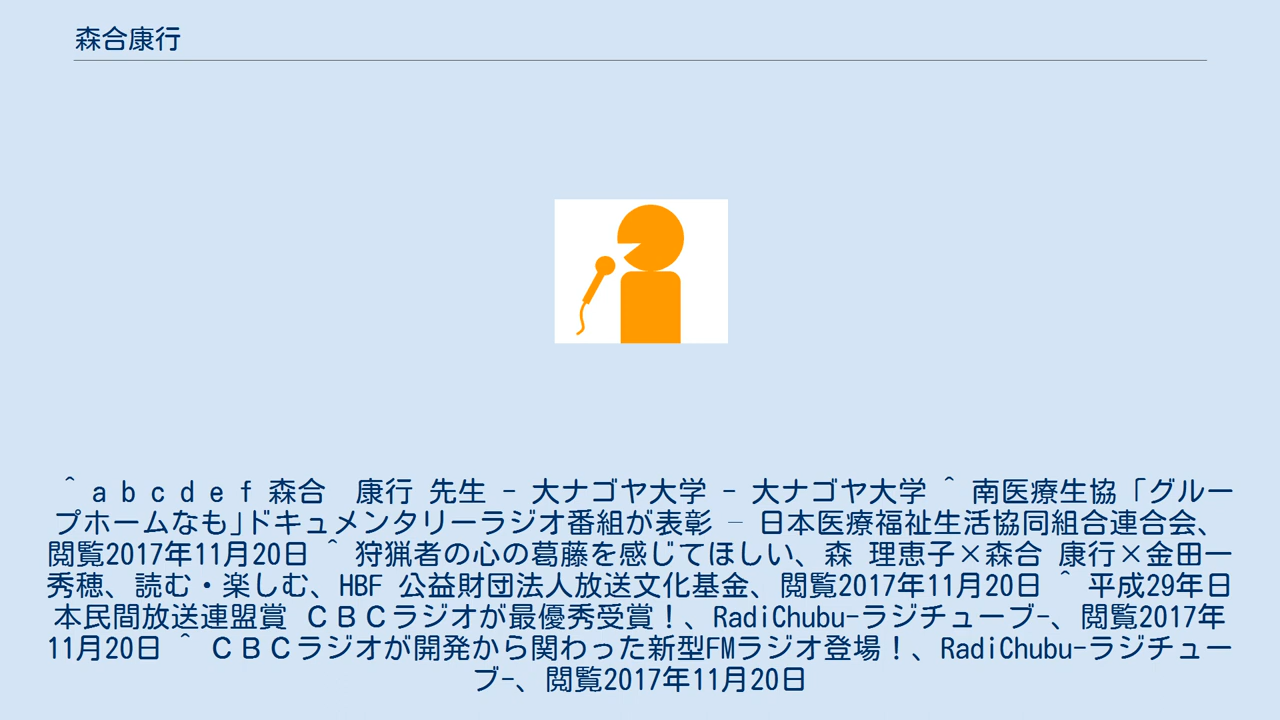 森合康行
^ a b c d e f 森合　康行 先生 - 大ナゴヤ大学 - 大ナゴヤ大学 ^ 南医療生協「グルー
プホームなも」ドキュメンタリーラジオ番組が表彰 – 日本医療福祉生活協同組合連合会、
閲覧2017年11月20日 ^ 狩猟者の心の葛藤を感じてほしい、森 理恵子×森合 康行×金田一
秀穂、読む・楽しむ、HBF 公益財団法人放送文化基金、閲覧2017年11月20日 ^ 平成29年日
本民間放送連盟賞 ＣＢＣラジオが最優秀受賞！、RadiChubu-ラジチューブ-、閲覧2017年
11月20日 ^ ＣＢＣラジオが開発から関わった新型FMラジオ登場！、RadiChubu-ラジチュー
ブ-、閲覧2017年11月20日